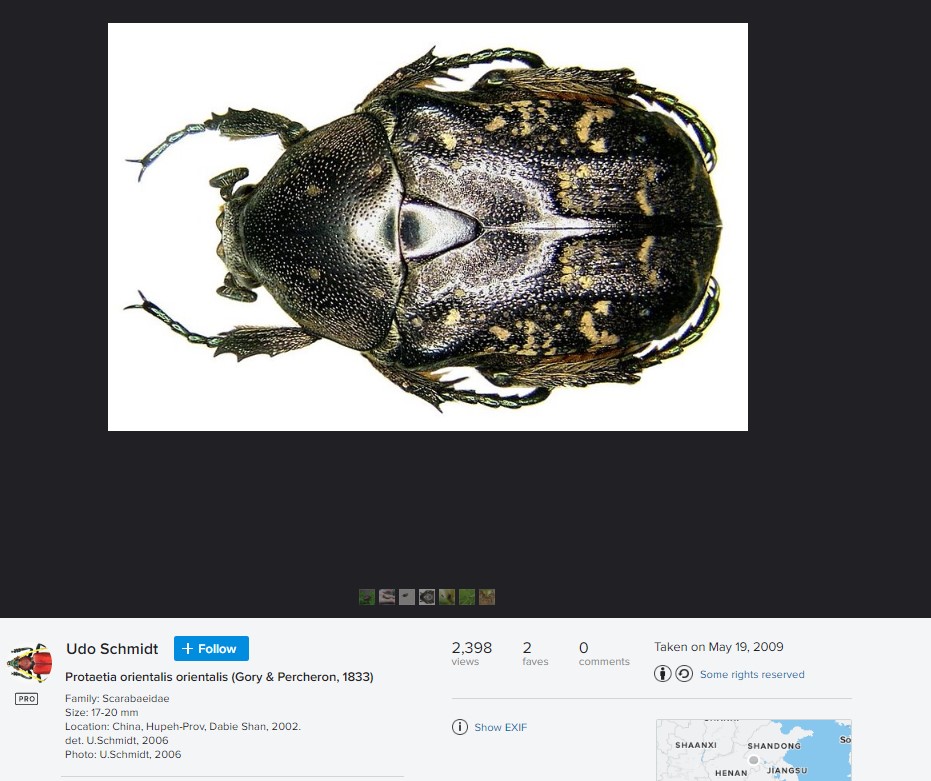 Udo Schmidt
+ Follow
PRO
Protaetia orientalis orientalis (Gory & Percheron, 1833)
Family: Scarabaeidae
Size: 17-20 mm
Location: China, Hupeh-Prov, Dabie Shan, 2002.
det. U.Schmidt, 2006
Photo: U.Schmidt, 2006
2,398
views
2
faves
0
comments
Taken on May 19, 2009
Some rights reserved
Show EXIF
SHAANXI
SHANDONG
HENAN
JIANGSU